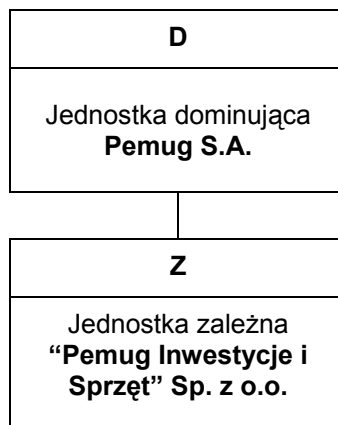 D
Jednostka dominująca
Pemug S.A.
Z
Jednostka zależna
“Pemug Inwestycje i
Sprzęt” Sp. z o.o.